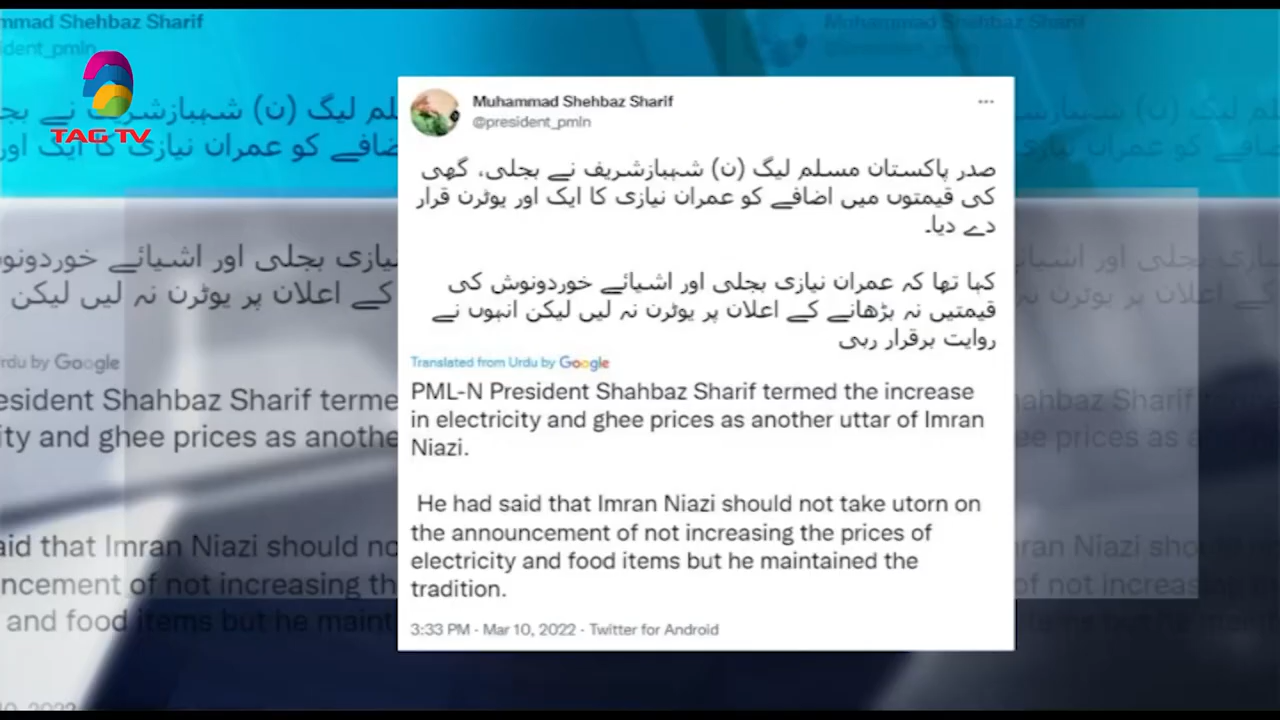 mmad Shehbaz Sharif
dent_pmln
TAG TV
Muhammad Shehbaz Sharif
@president_pmln
صدر پاکستان مسلم لیگ (ن) شہبازشریف نے بجلی، گھی
کی قیمتوں میں اضافے کو عمران نیازی کا ایک اور یوٹرن قرار
دے دیا۔
کہا تھا کہ عمران نیازی بجلی اور اشیائے خوردونوش کی
قیمتیں نہ بڑھانے کے اعلان پر یوٹرن نہ لیں لیکن انہوں نے
روایت برقرار رہی
Translated from Urdu by Google
PML-N President Shahbaz Sharif termed the increase
in electricity and ghee prices as another uttar of Imran
Niazi.
He had said that Imran Niazi should not take utorn on
the announcement of not increasing the prices of
electricity and food items but he maintained the
tradition.
3:33 PM · Mar 10, 2022 · Twitter for Android